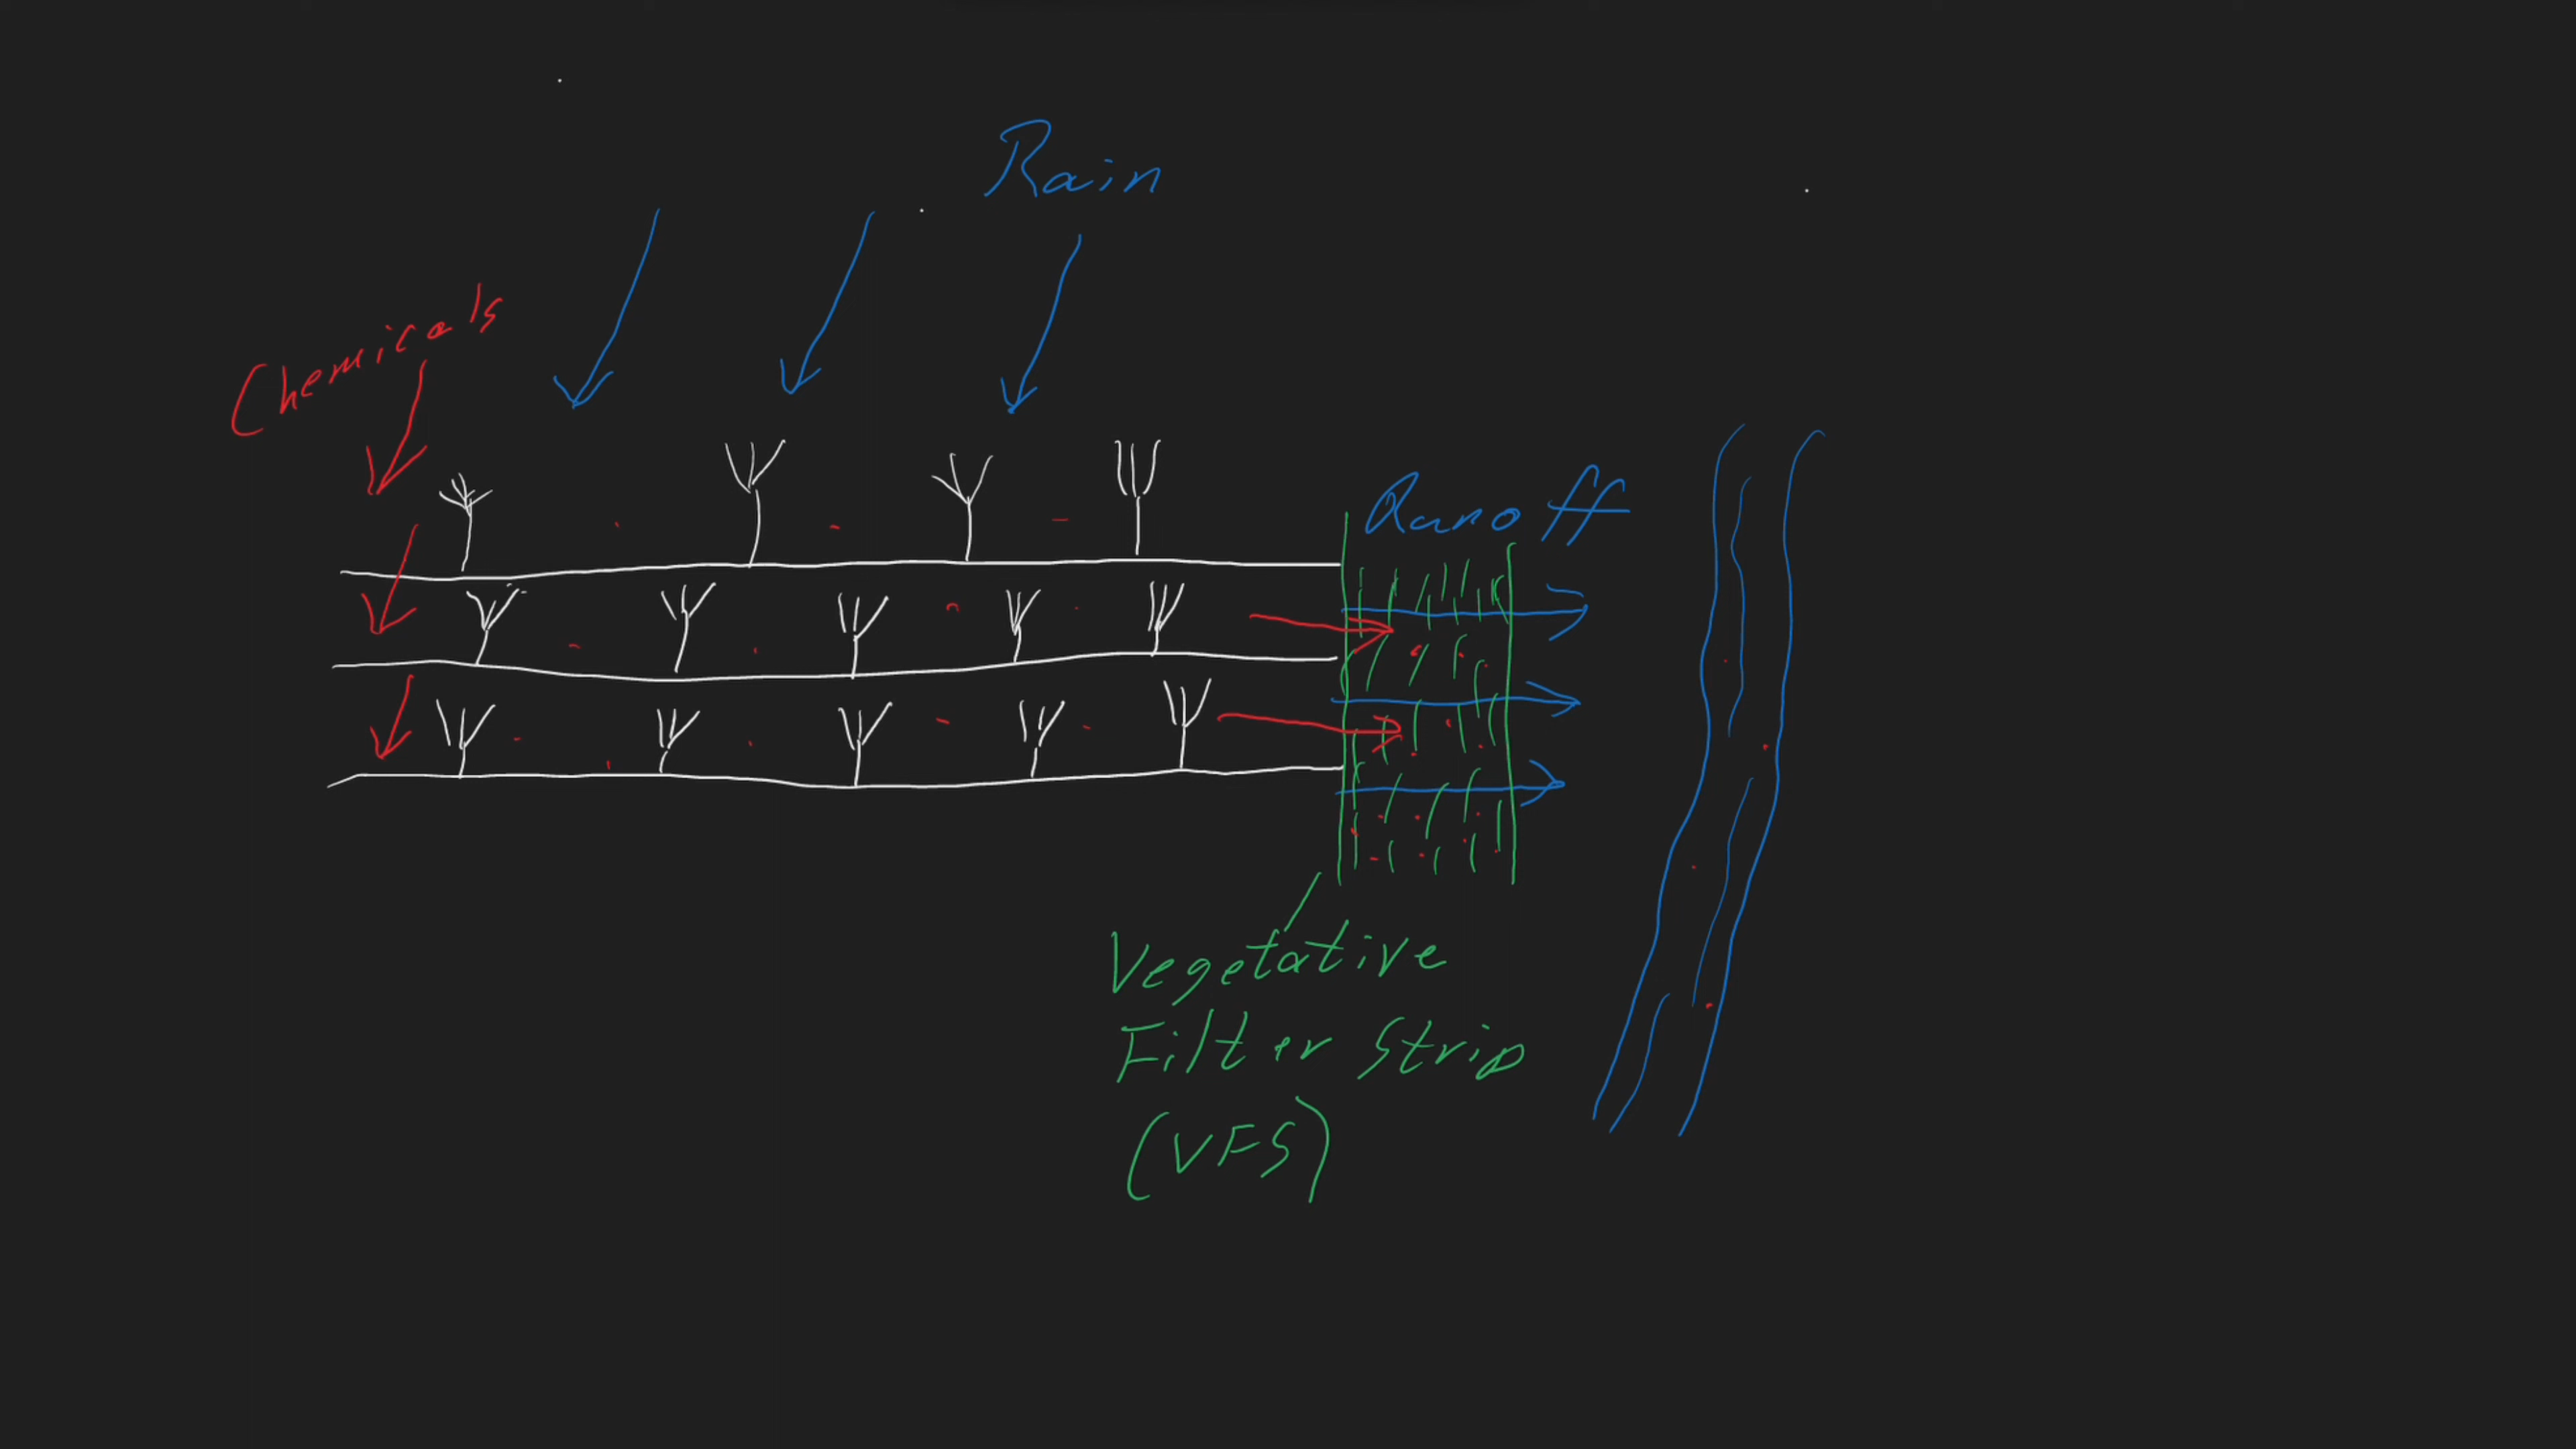 Rain
Chemicals
Runoff
Vegetative
Filter Strip
(VFS)